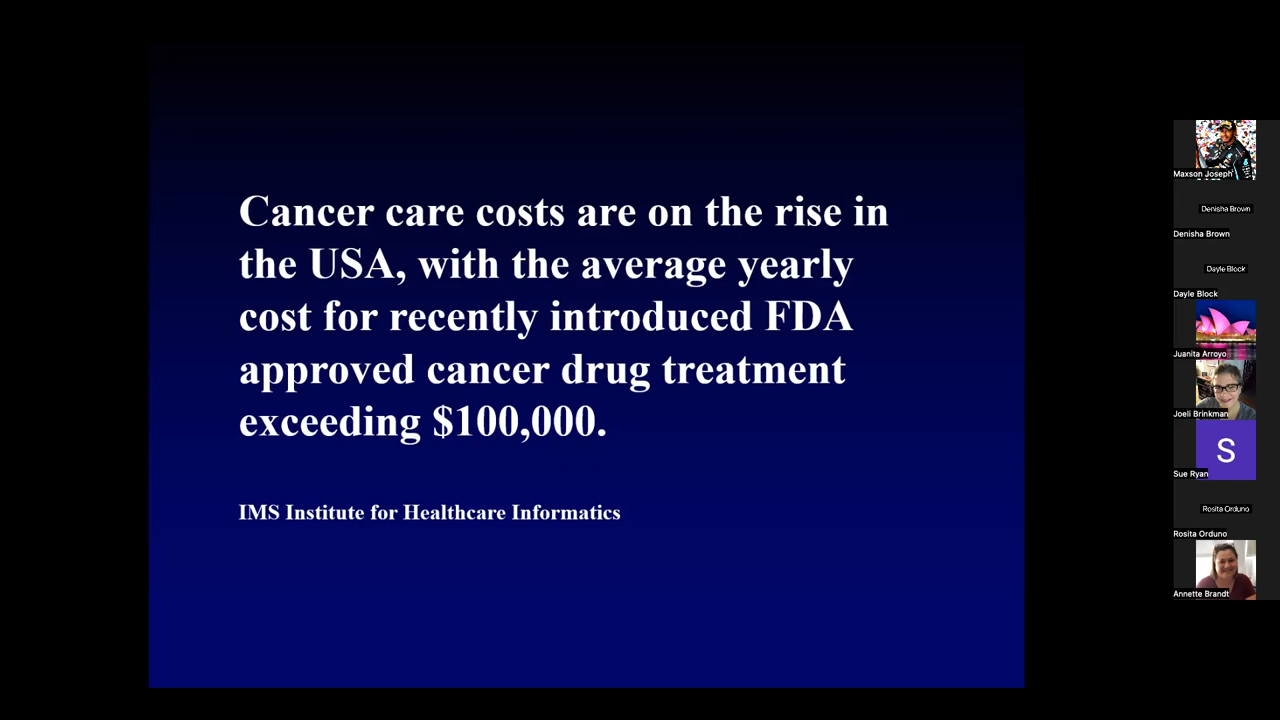 Cancer care costs are on the rise in
the USA, with the average yearly
cost for recently introduced FDA
approved cancer drug treatment
exceeding $100,000.
IMS Institute for Healthcare Informatics
Maxson Joseph
Denisha Brown
Denisha Brown
Dayle Block
Dayle Block
Juanita Arroyo
Joeli Brinkman
S
Sue Ryan
Rosita Orduno
Rosita Orduno
Annette Brandt